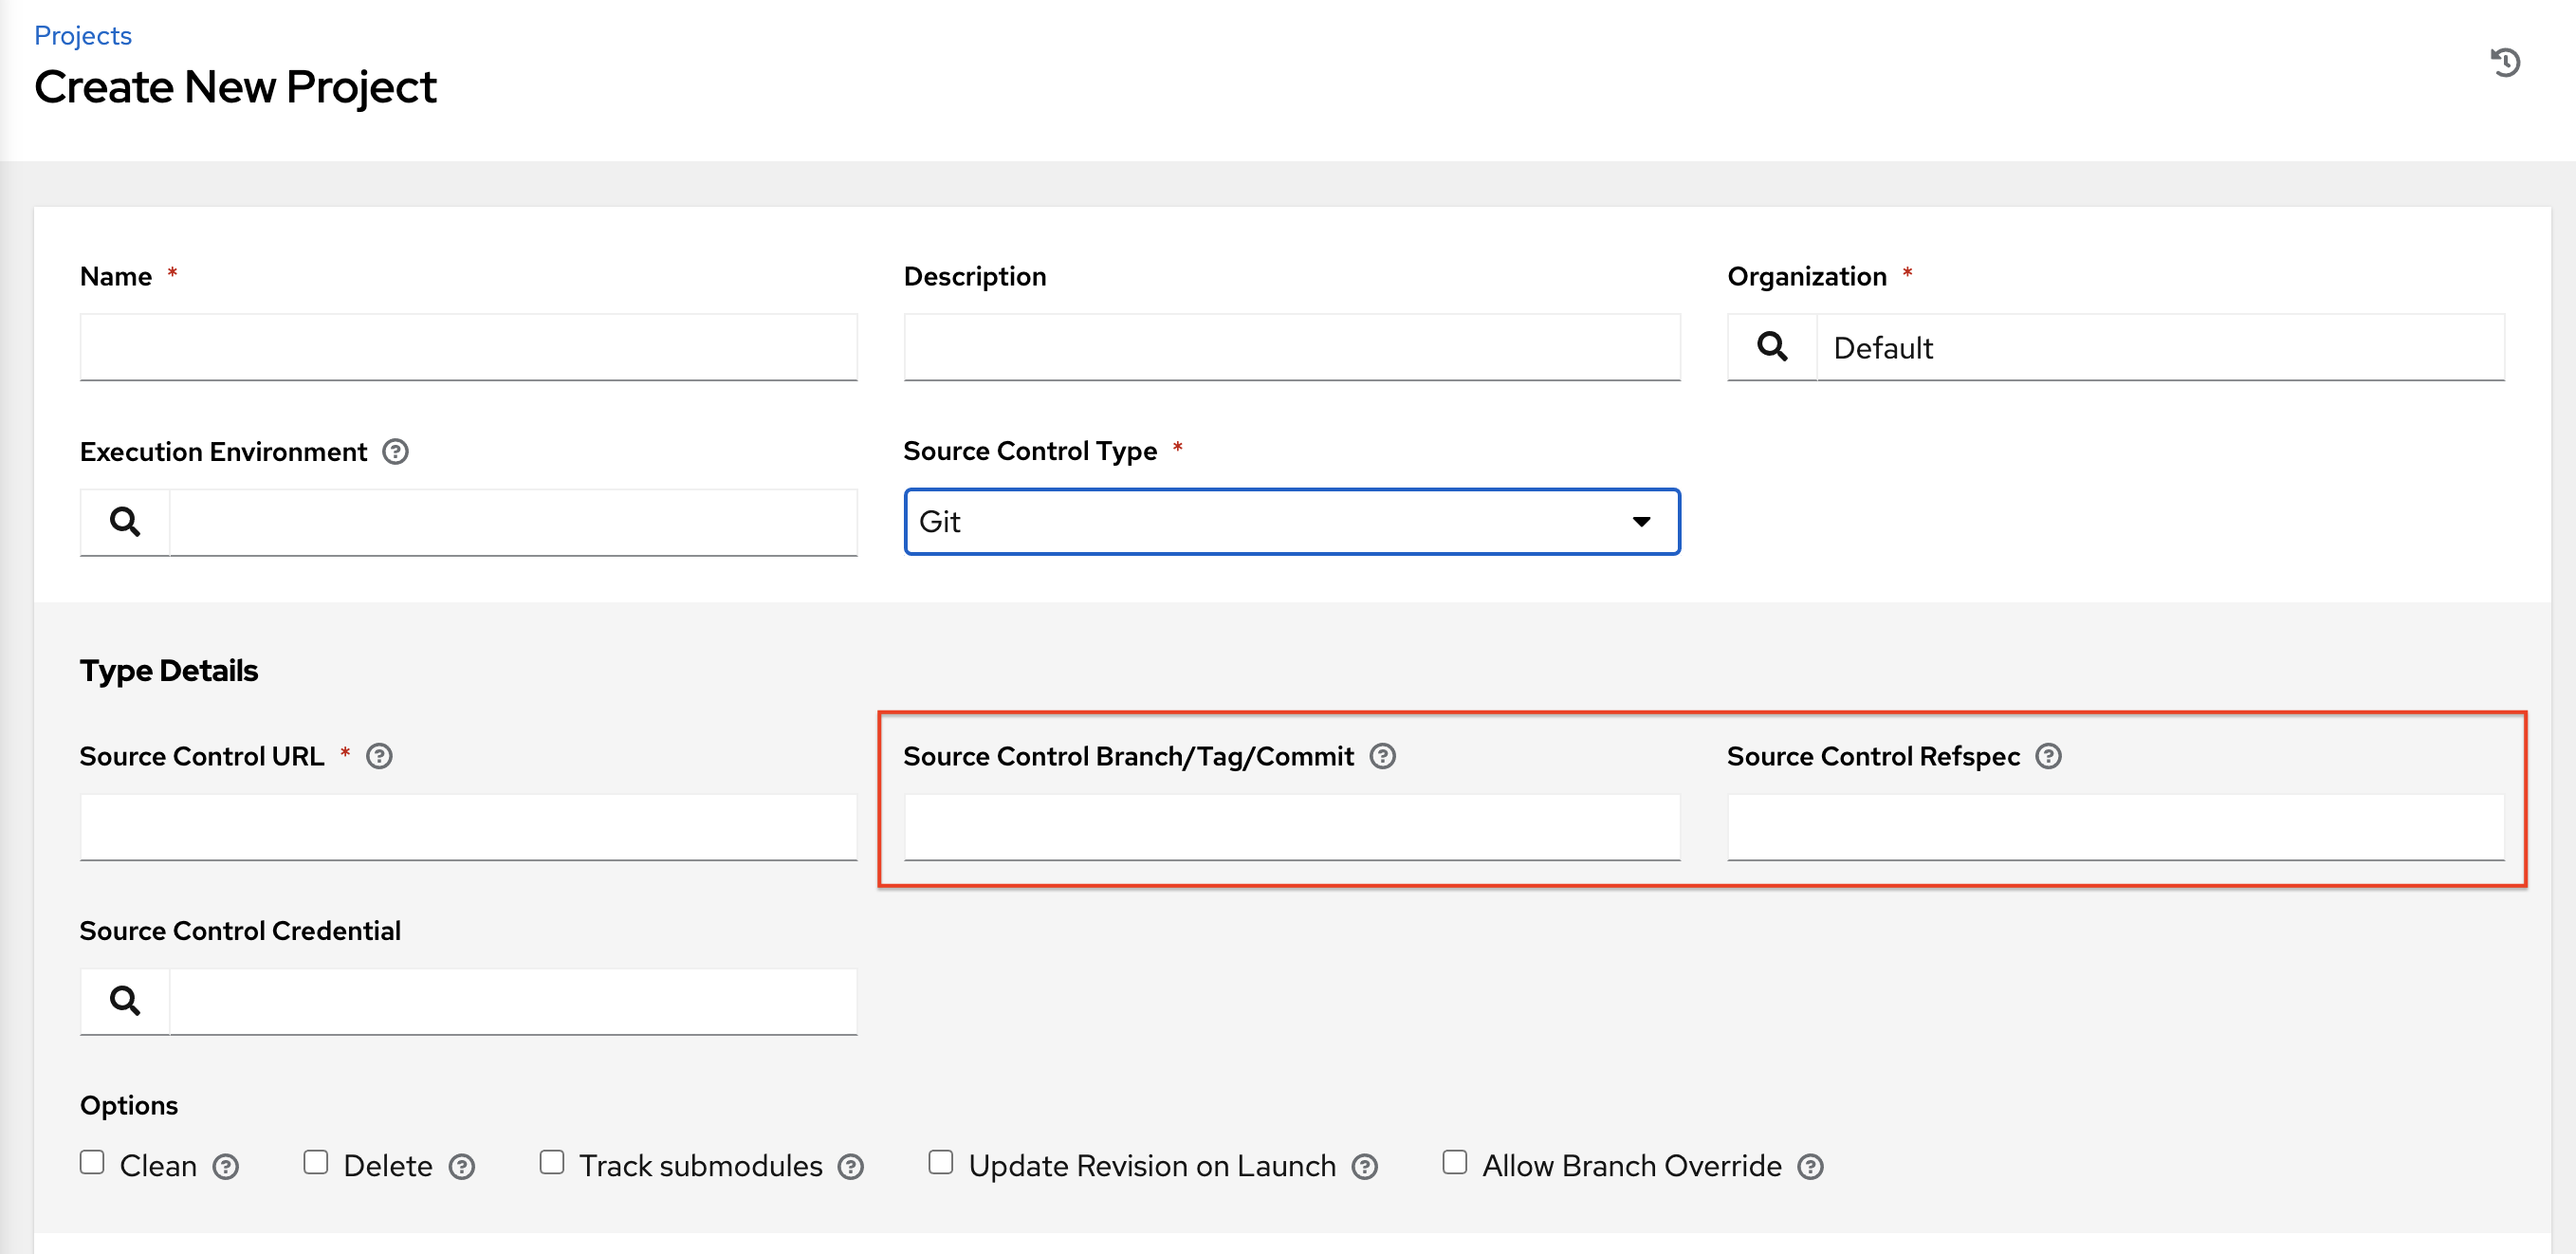 Projects
Create New Project
Name *
Description
Organization *
Default
Execution Environment
Source Control Type *
Git
Type Details
Source Control URL *
Source Control Branch/Tag/Commit
Source Control Refspec
Source Control Credential
Options
Clean
Delete
Track submodules
Update Revision on Launch
Allow Branch Override